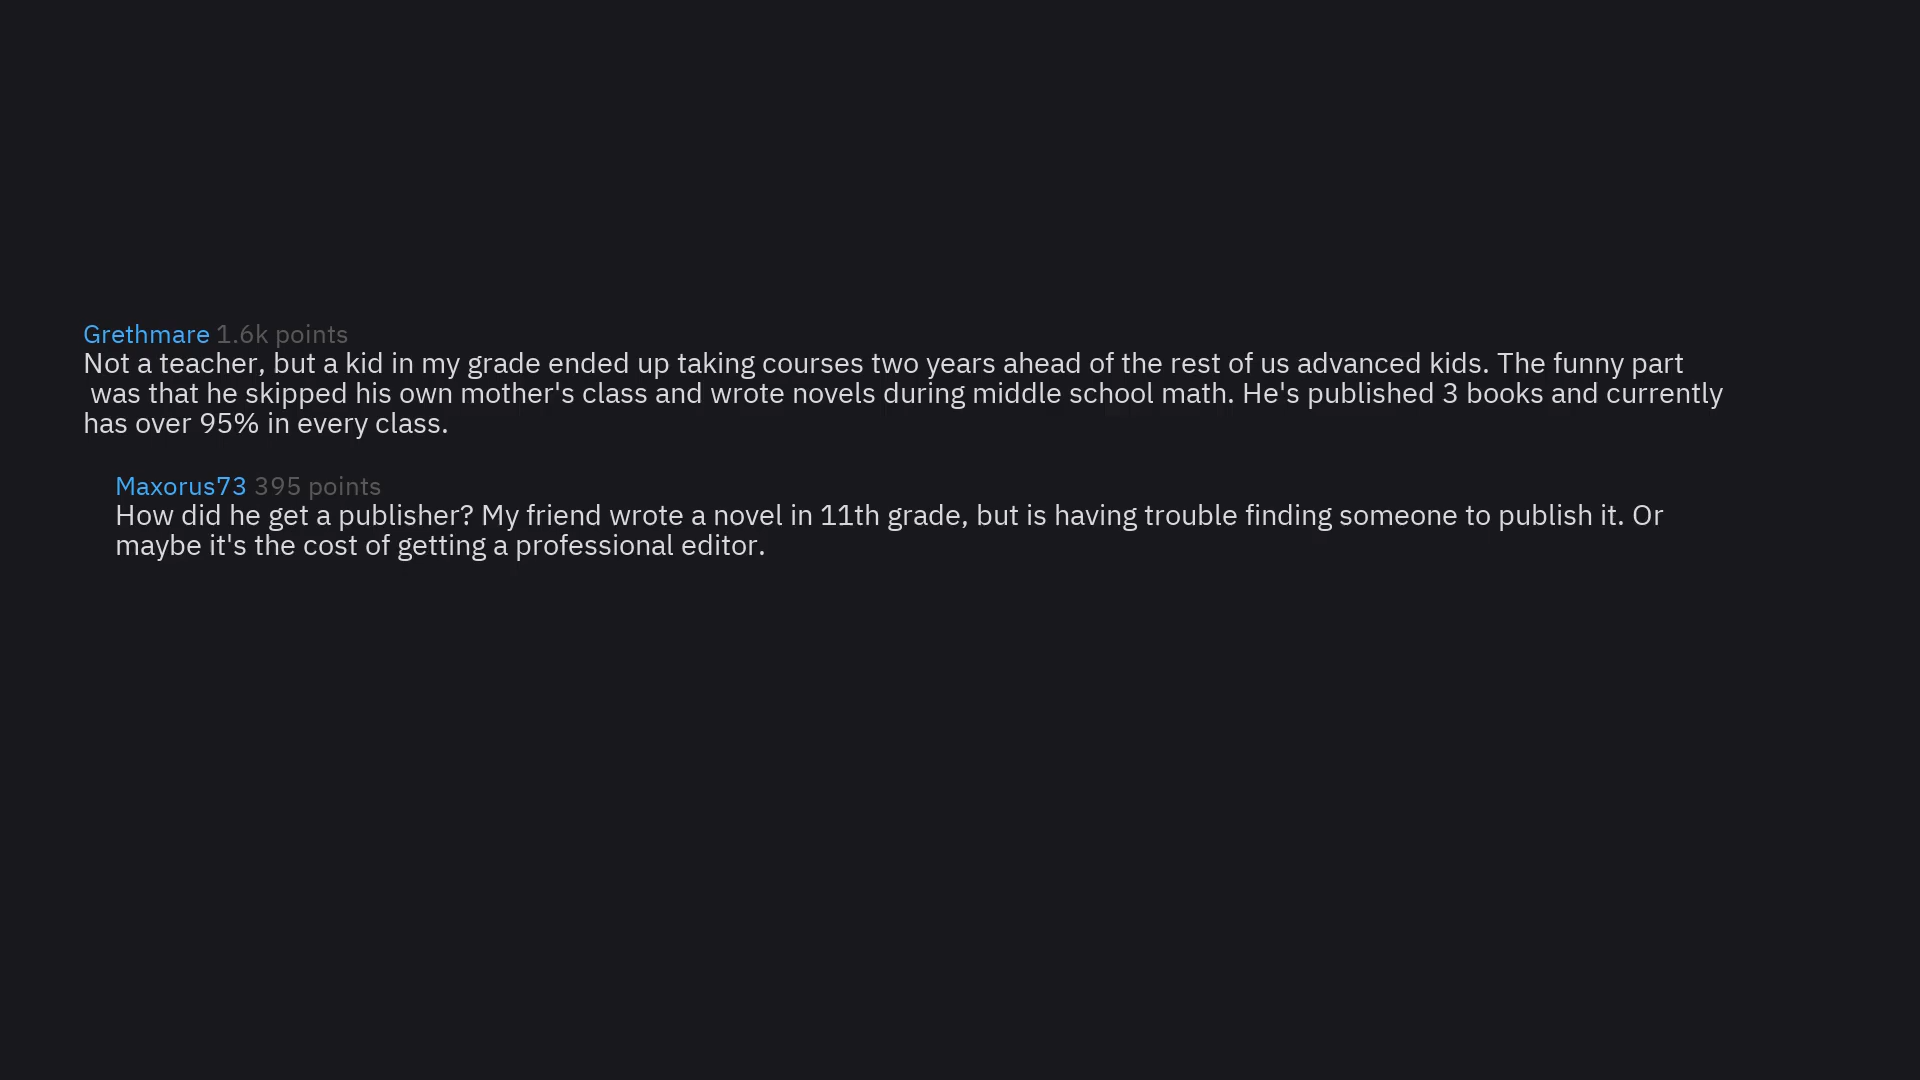 Grethmare 1.6k points
Not a teacher, but a kid in my grade ended up taking courses two years ahead of the rest of us advanced kids. The funny part
was that he skipped his own mother's class and wrote novels during middle school math. He's published 3 books and currently
has over 95% in every class.
Maxorus73 395 points
How did he get a publisher? My friend wrote a novel in 11th grade, but is having trouble finding someone to publish it. Or
maybe it's the cost of getting a professional editor.